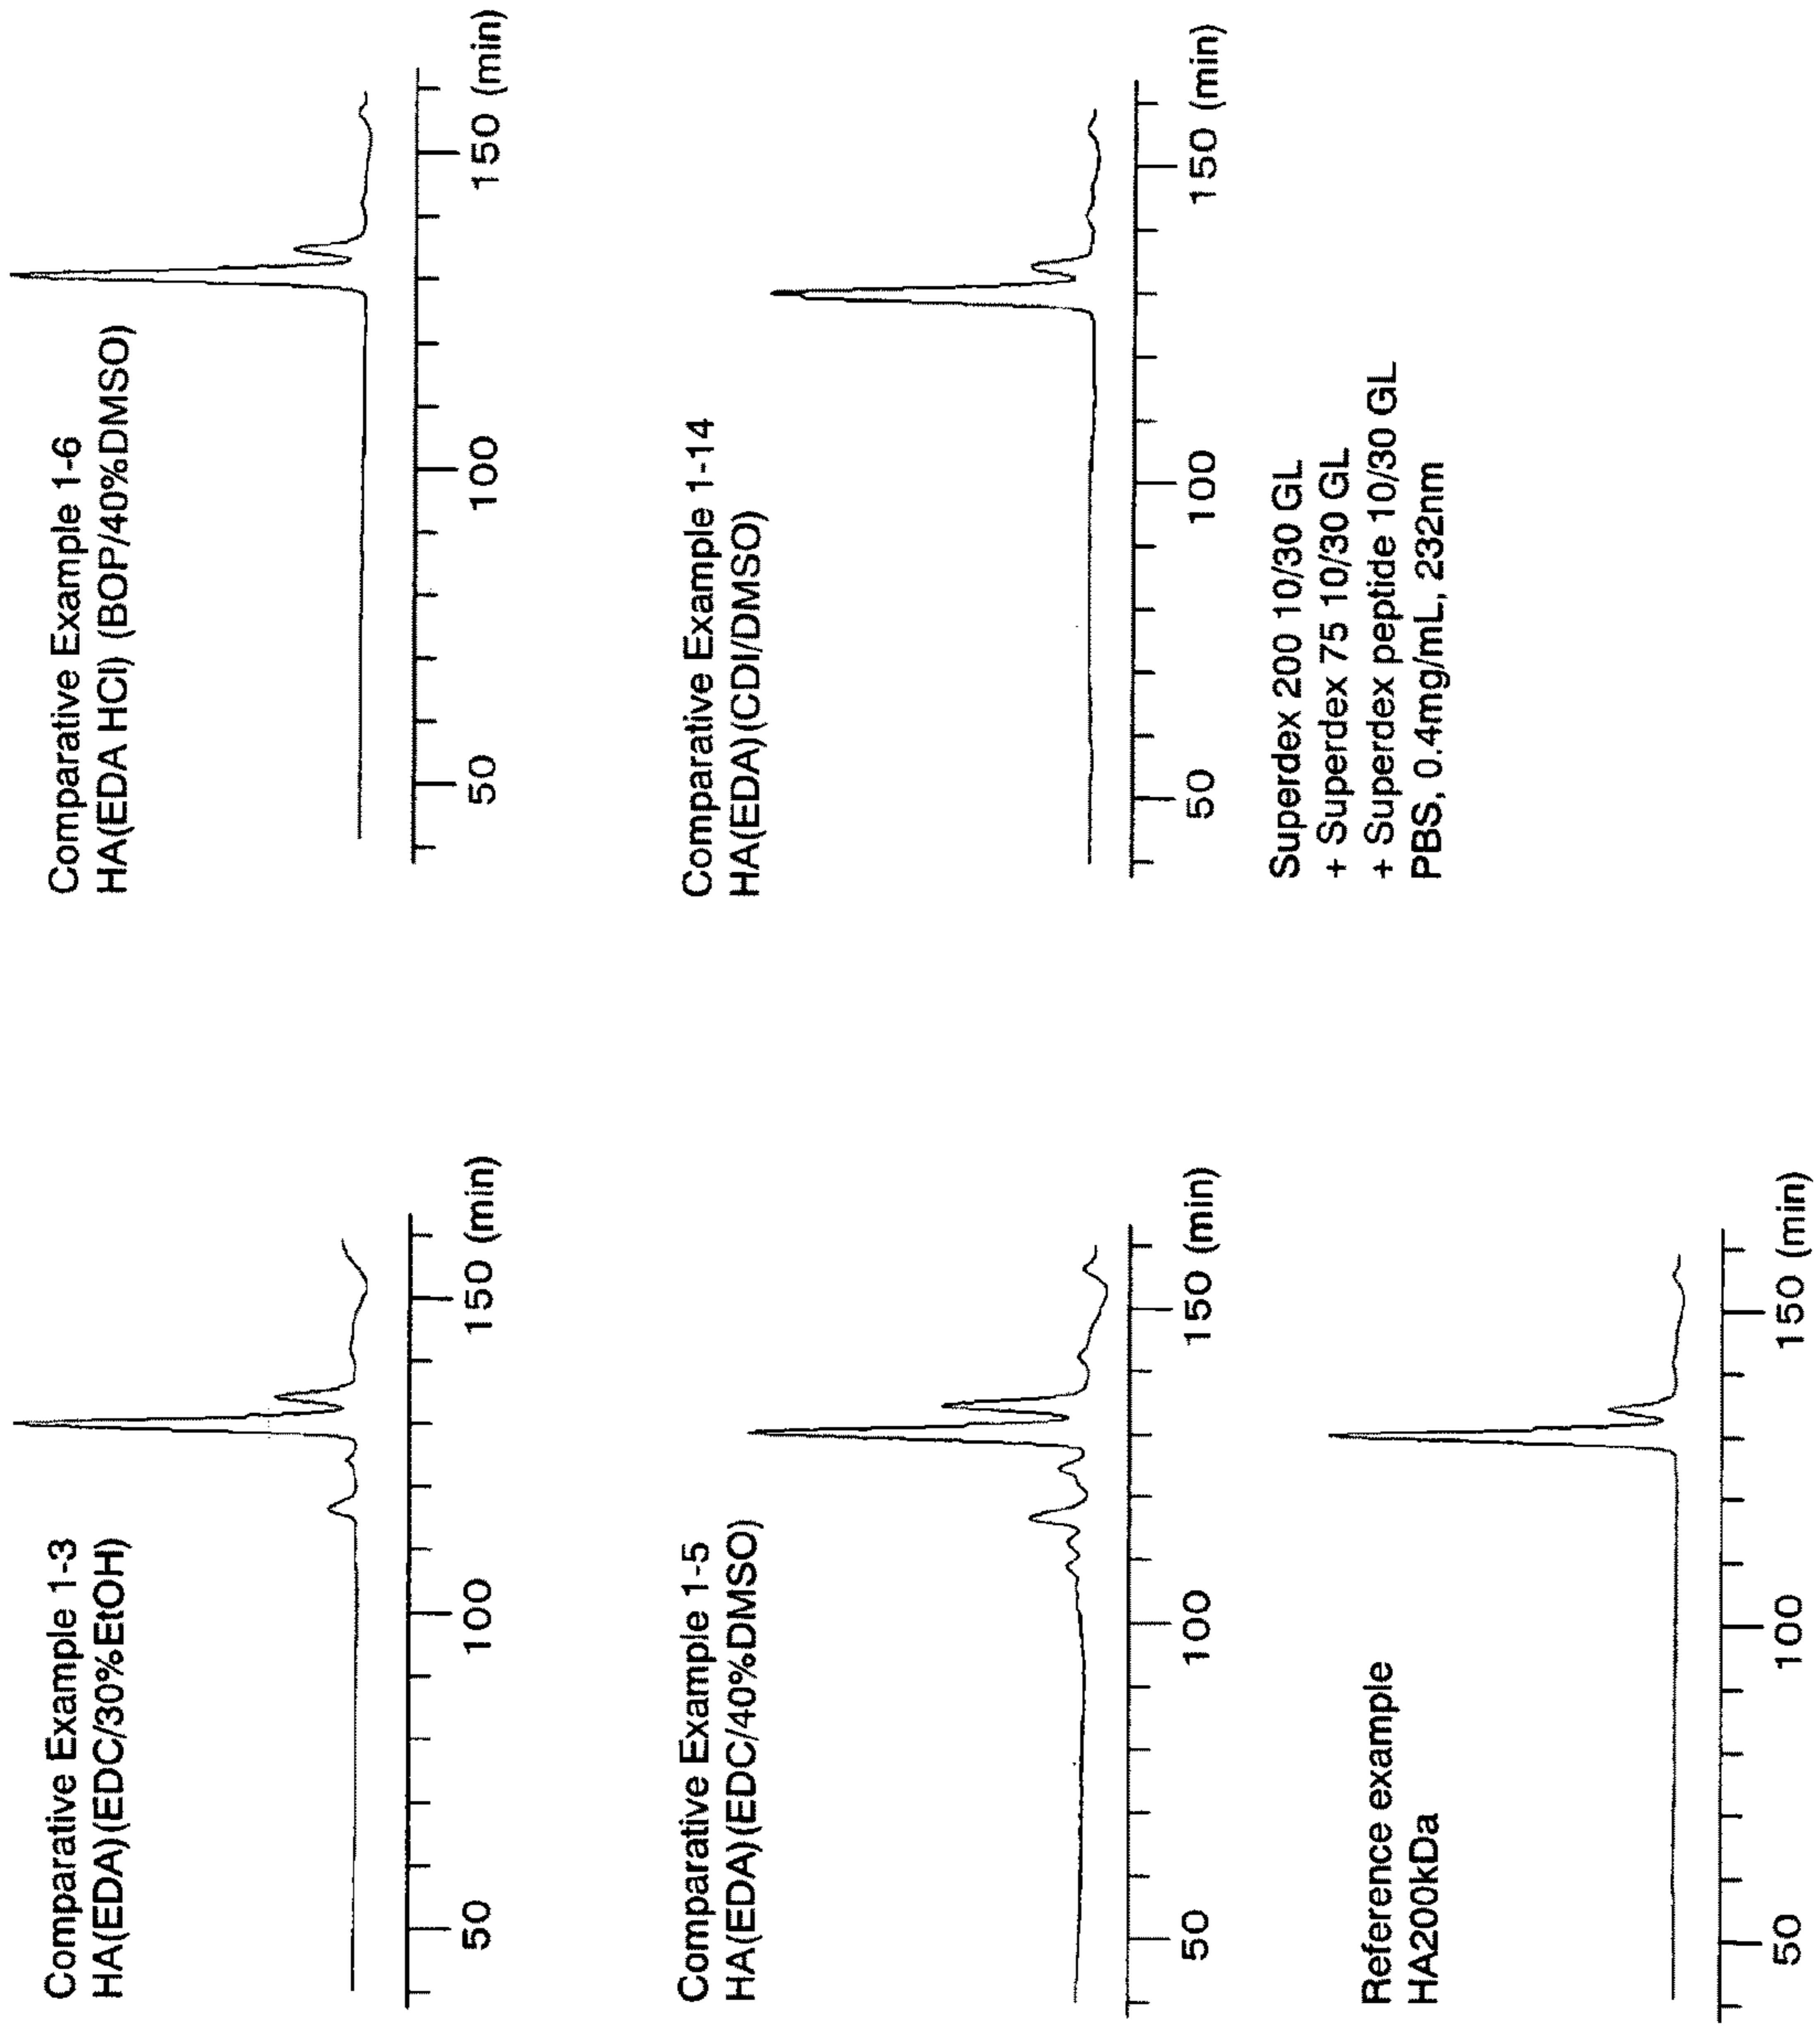 Comparative Example 1-3
HA(EDA)(EDC/30%EtOH)
50
100
150 (min)
Comparative Example 1-5
HA(EDA)(EDC/40%DMSO)
50
100
150 (min)
Reference example
HA200kDa
50
100
150 (min)
Comparative Example 1-6
HA(EDA HCl) (BOP/40%DMSO)
50
100
150 (min)
Comparative Example 1-14
HA(EDA)(CDI/DMSO)
50
100
150 (min)
Superdex 200 10/30 GL
+ Superdex 75 10/30 GL
+ Superdex peptide 10/30 GL
PBS, 0.4mg/mL, 232nm